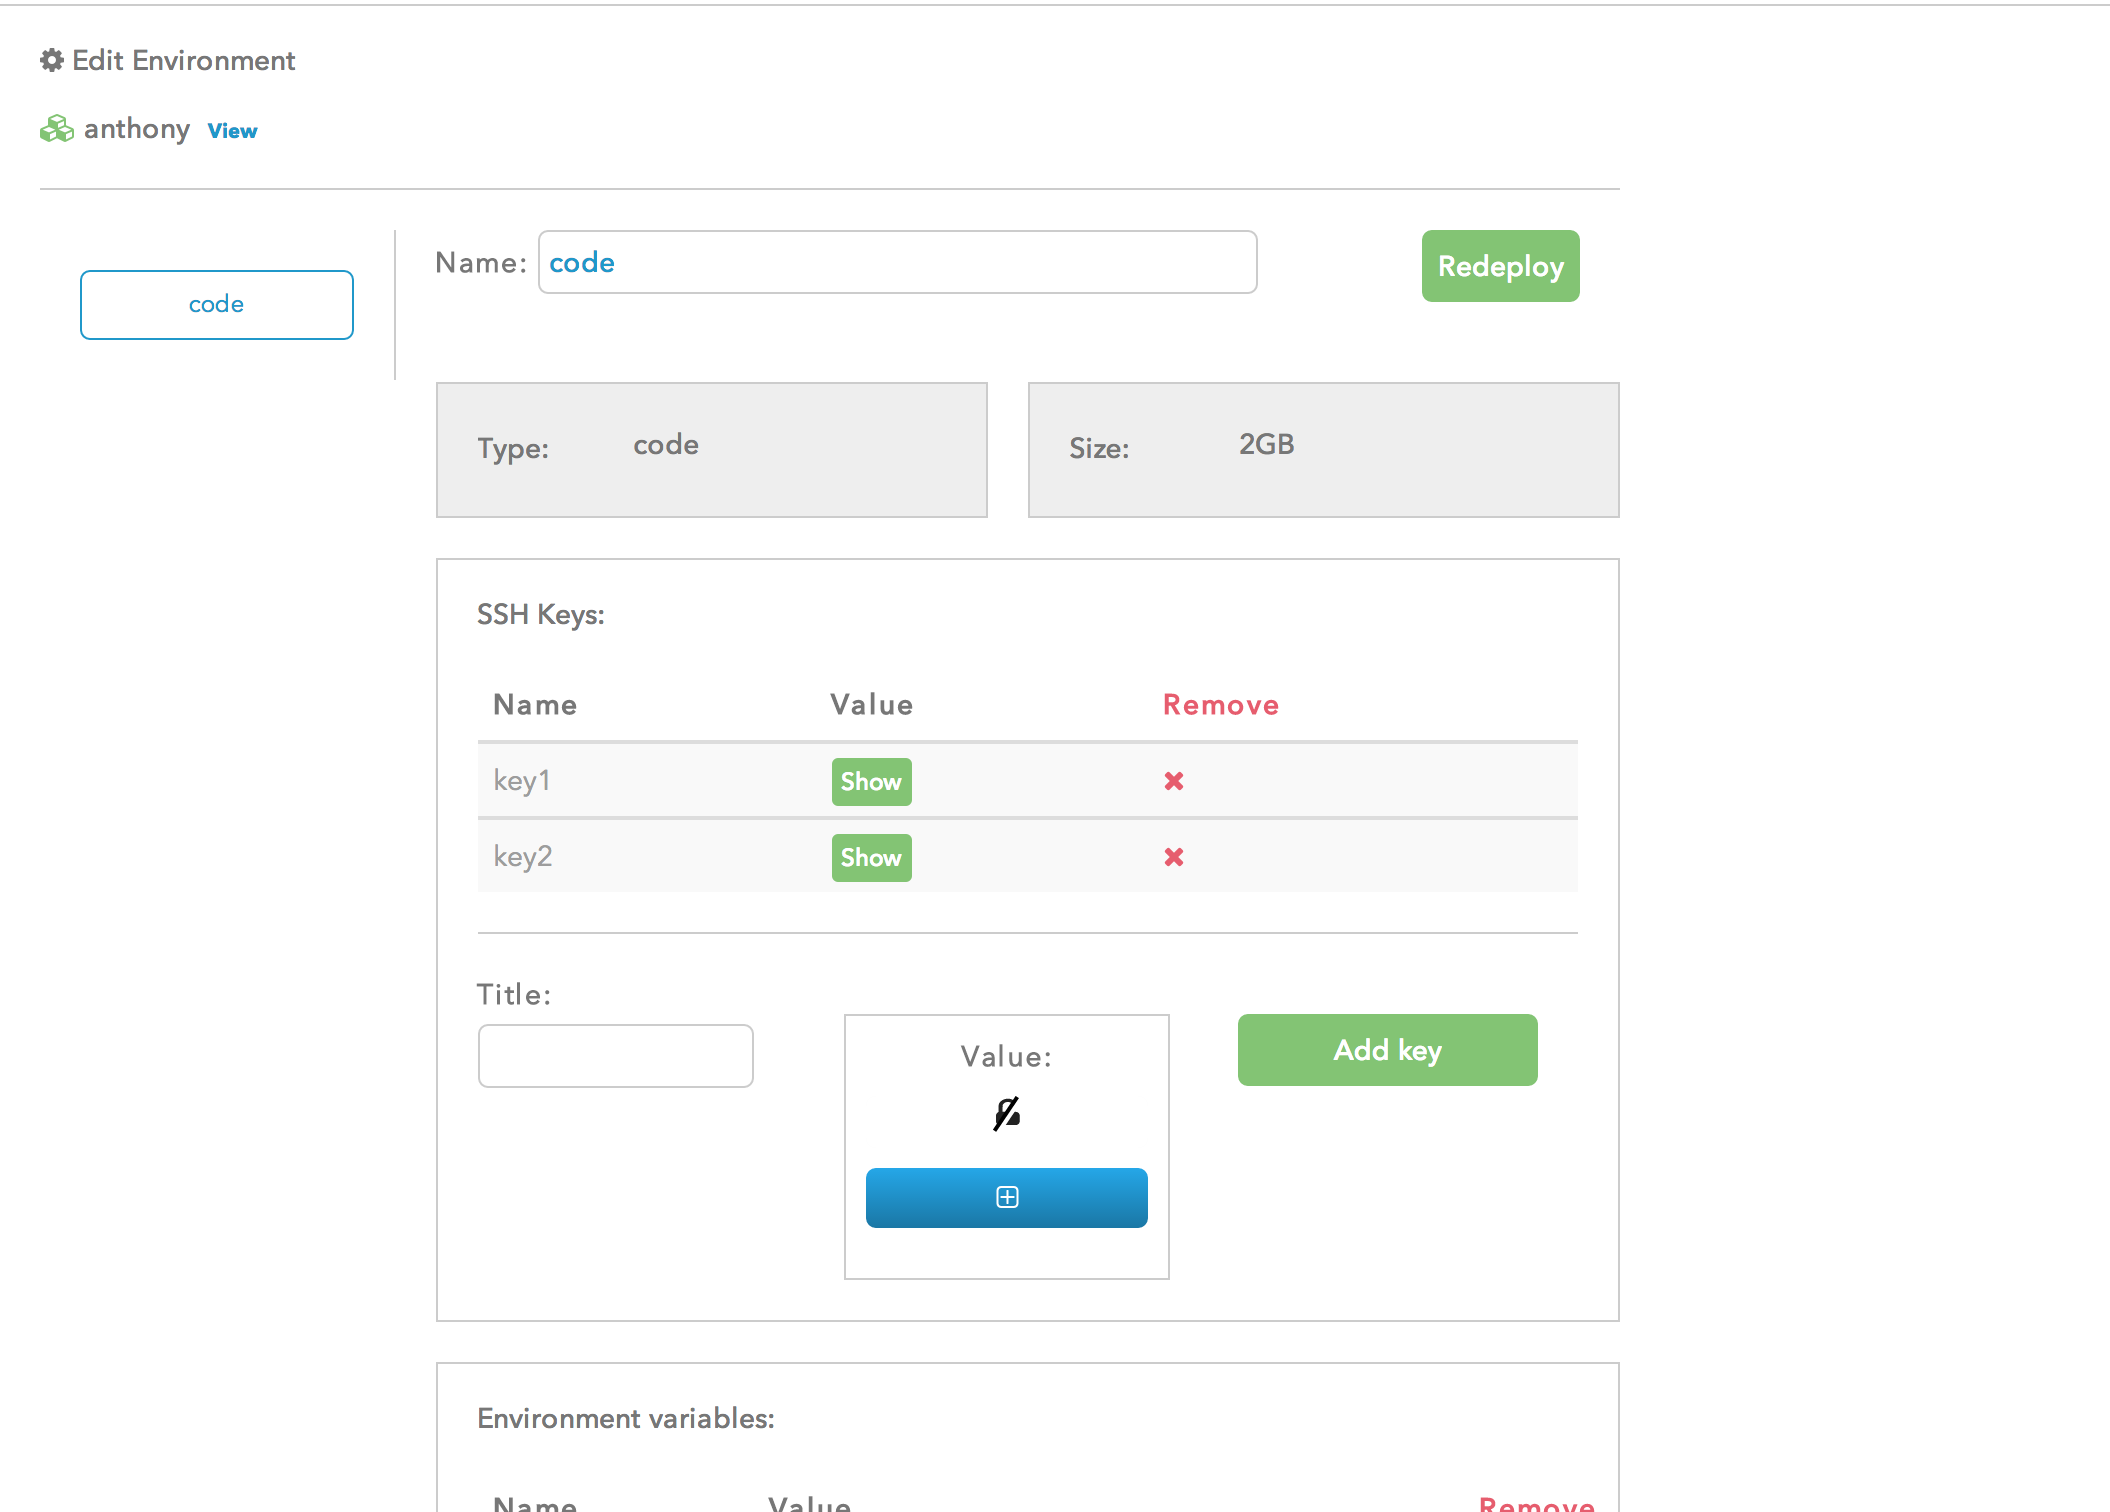 Edit Environment
anthony View
code
Name: code
Redeploy
Type: code
Size: 2GB
SSH Keys:
Name Value Remove
key1 Show
key2 Show
Title:
Value:
Add key
Environment variables:
Name Value Remove